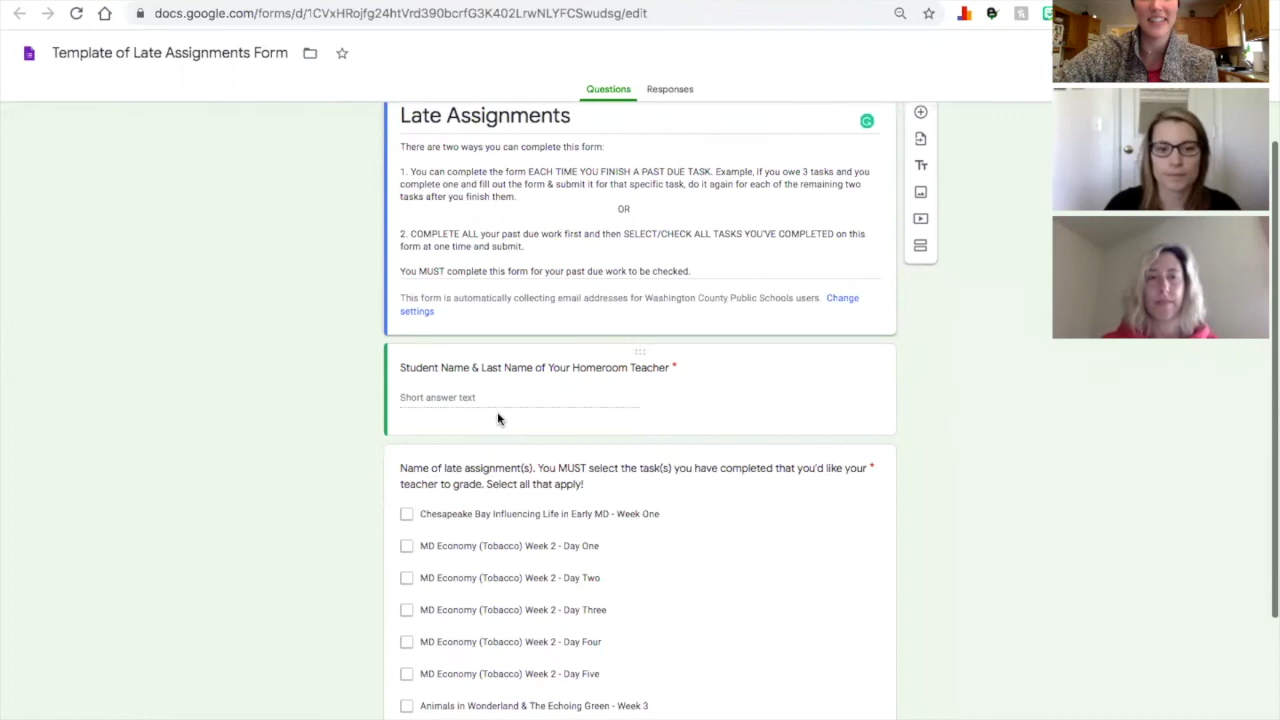 docs.google.com/forms/d/1CVxHRojfg24htVrd390bcrfG3K402LrwNLYFCSwudsg/edit
Template of Late Assignments Form
Questions
Responses
Late Assignments
There are two ways you can complete this form:
1. You can complete the form EACH TIME YOU FINISH A PAST DUE TASK. Example, if you owe 3 tasks and you
complete one and fill out the form & submit it for that specific task, do it again for each of the remaining two
tasks after you finish them.
OR
2. COMPLETE ALL your past due work first and then SELECT/CHECK ALL TASKS YOU'VE COMPLETED on this
form at one time and submit.
You MUST complete this form for your past due work to be checked.
This form is automatically collecting email addresses for Washington County Public Schools users. Change
settings
Student Name & Last Name of Your Homeroom Teacher *
Short answer text
Name of late assignment(s). You MUST select the task(s) you have completed that you'd like your *
teacher to grade. Select all that apply!
Chesapeake Bay Influencing Life in Early MD - Week One
MD Economy (Tobacco) Week 2 - Day One
MD Economy (Tobacco) Week 2 - Day Two
MD Economy (Tobacco) Week 2 - Day Three
MD Economy (Tobacco) Week 2 - Day Four
MD Economy (Tobacco) Week 2 - Day Five
Animals in Wonderland & The Echoing Green - Week 3